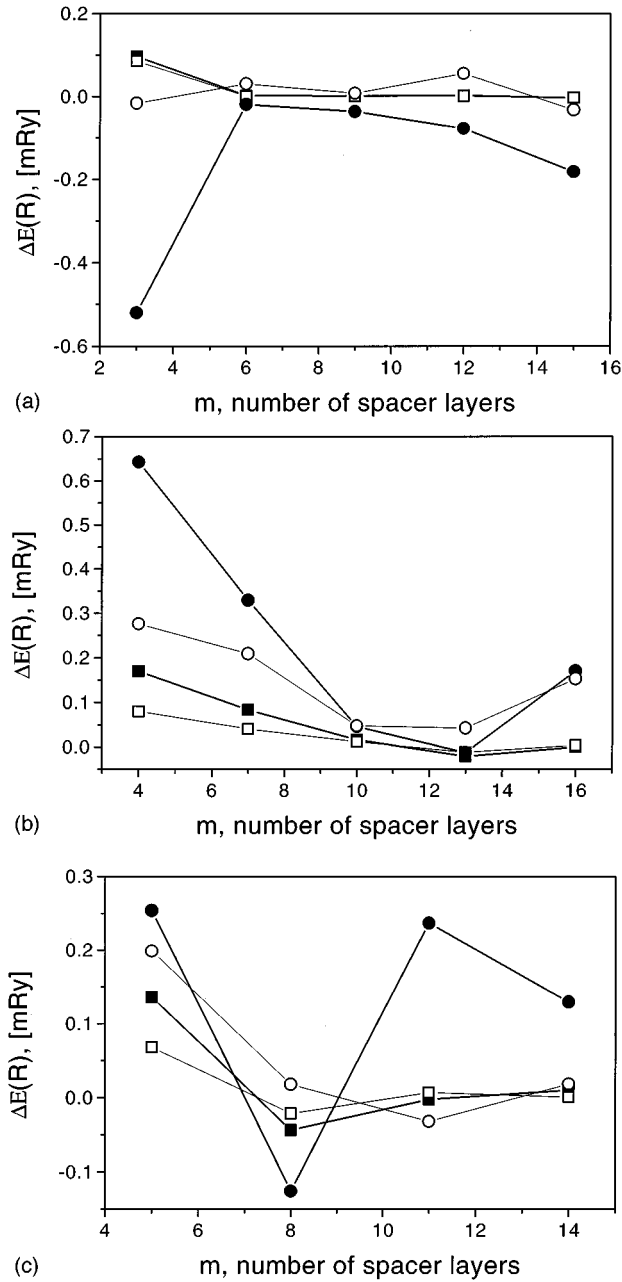 0.2
0.0
-0.2
-0.4
-0.6
ΔE(R), [mRy]
2 4 6 8 10 12 14 16
(a) m, number of spacer layers
0.7
0.6
0.5
0.4
0.3
0.2
0.1
0.0
ΔE(R), [mRy]
4 6 8 10 12 14 16
(b) m, number of spacer layers
0.3
0.2
0.1
0.0
-0.1
ΔE(R), [mRy]
4 6 8 10 12 14
(c) m, number of spacer layers